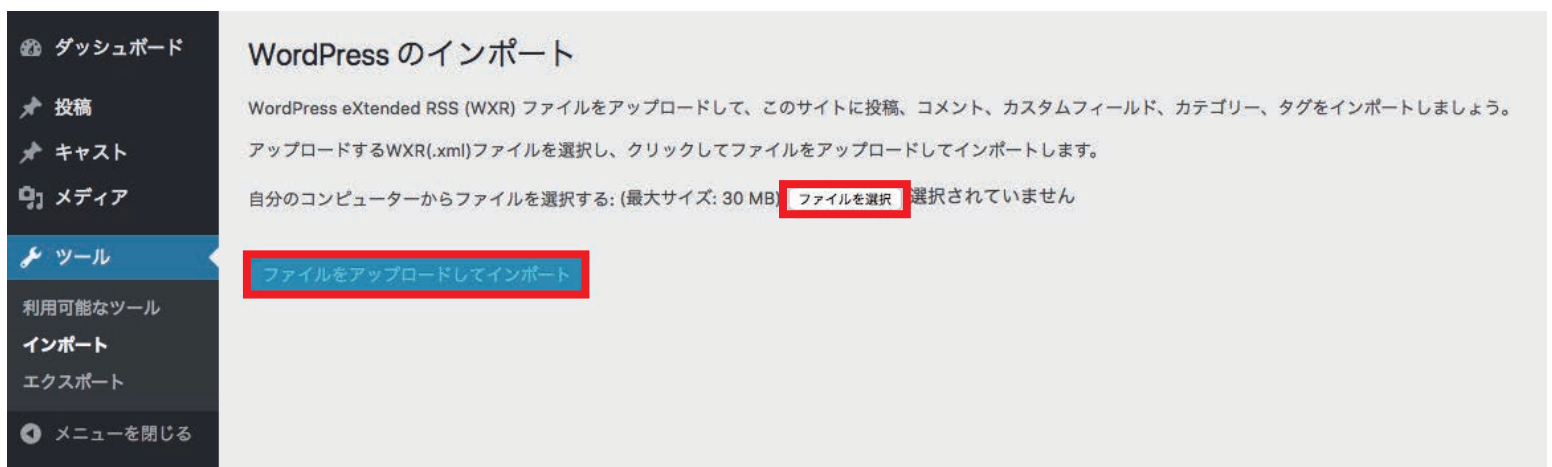 ダッシュボード
投稿
キャスト
メディア
ツール
利用可能なツール
インポート
エクスポート
メニューを閉じる
WordPress のインポート
WordPress eXtended RSS (WXR) ファイルをアップロードして、このサイトに投稿、コメント、カスタムフィールド、カテゴリー、タグをインポートしましょう。
アップロードするWXR(.xml)ファイルを選択し、クリックしてファイルをアップロードしてインポートします。
自分のコンピューターからファイルを選択する: (最大サイズ: 30 MB) ファイルを選択 選択されていません
ファイルをアップロードしてインポート